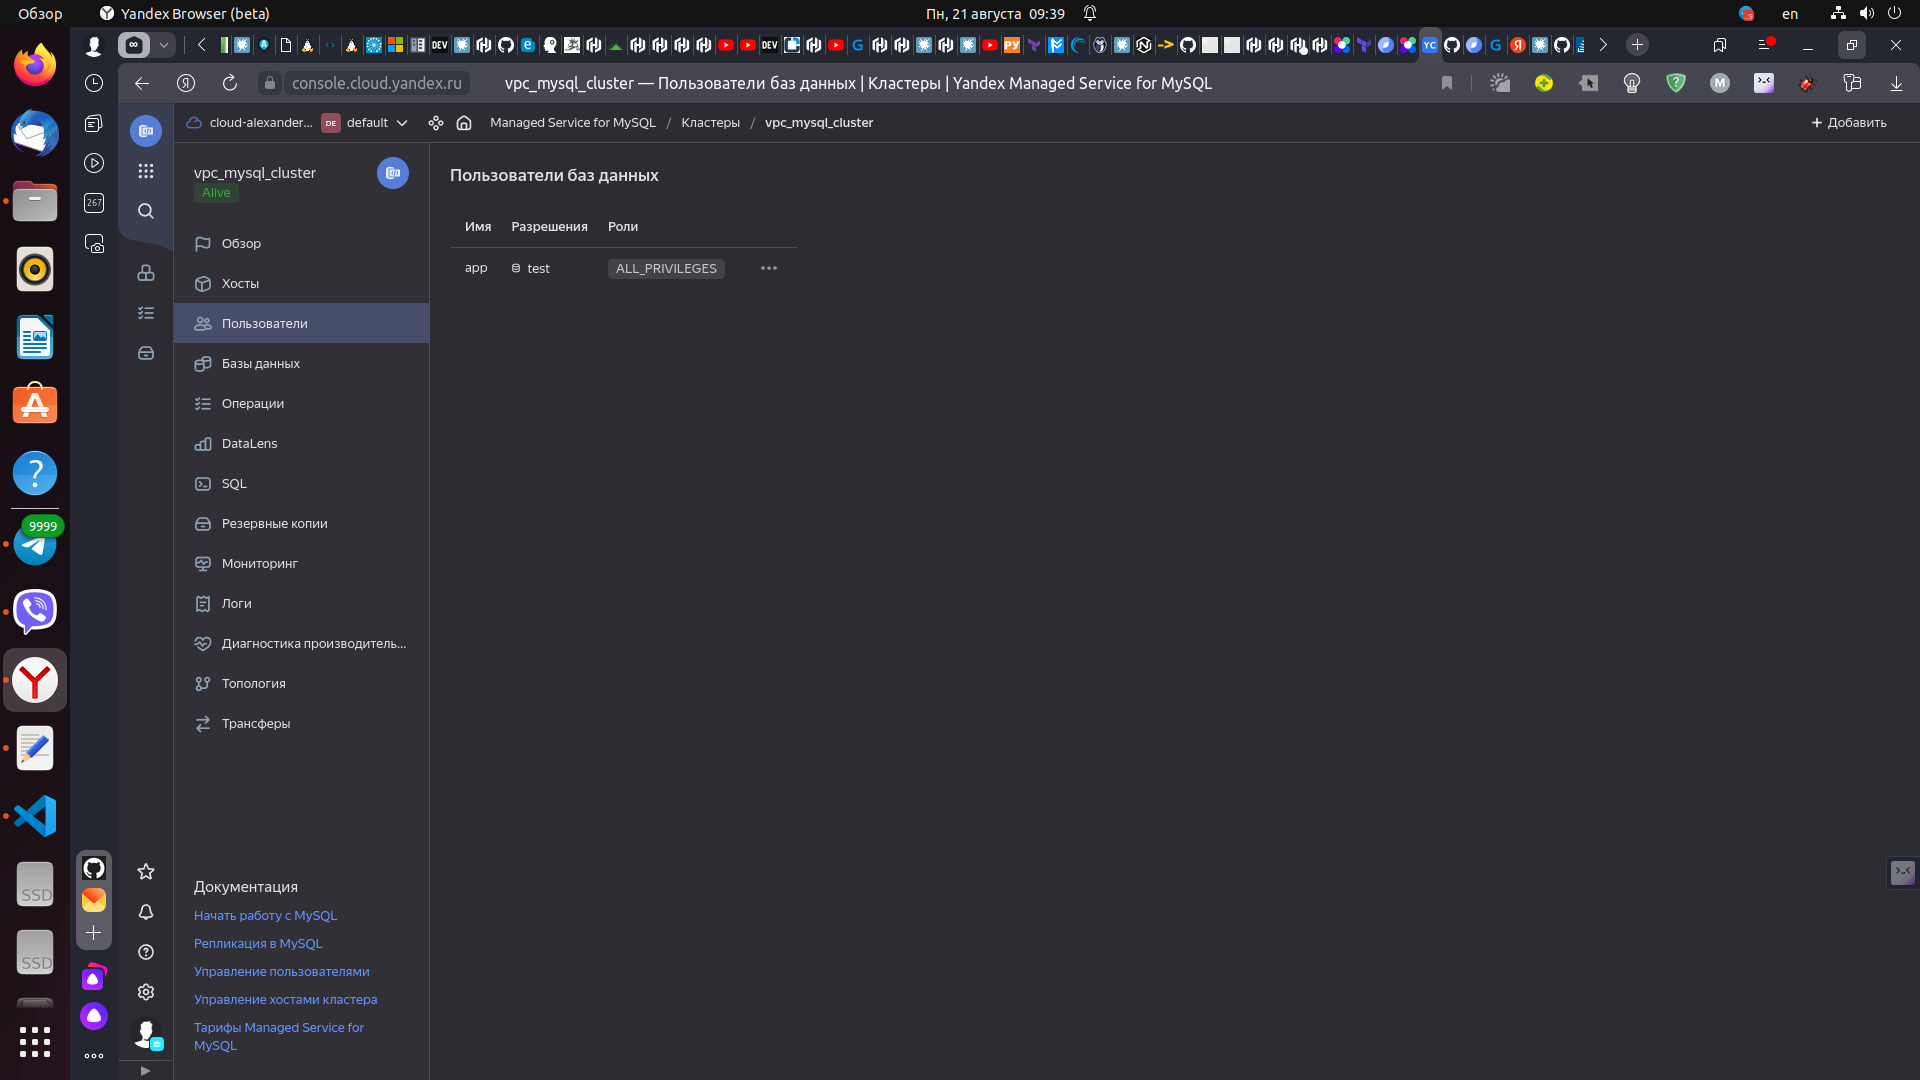 Обзор
Yandex Browser (beta)
Пн, 21 августа 09:39
en
console.cloud.yandex.ru
vpc_mysql_cluster — Пользователи баз данных | Кластеры | Yandex Managed Service for MySQL
cloud-alexander...
DE
default
Managed Service for MySQL / Кластеры / vpc_mysql_cluster
Добавить
vpc_mysql_cluster
Alive
Обзор
Хосты
Пользователи
Базы данных
Операции
DataLens
SQL
Резервные копии
Мониторинг
Логи
Диагностика производитель...
Топология
Трансферы
Документация
Начать работу с MySQL
Репликация в MySQL
Управление пользователями
Управление хостами кластера
Тарифы Managed Service for
MySQL
Пользователи баз данных
Имя Разрешения Роли
app test ALL_PRIVILEGES
267
9999
SSD
SSD